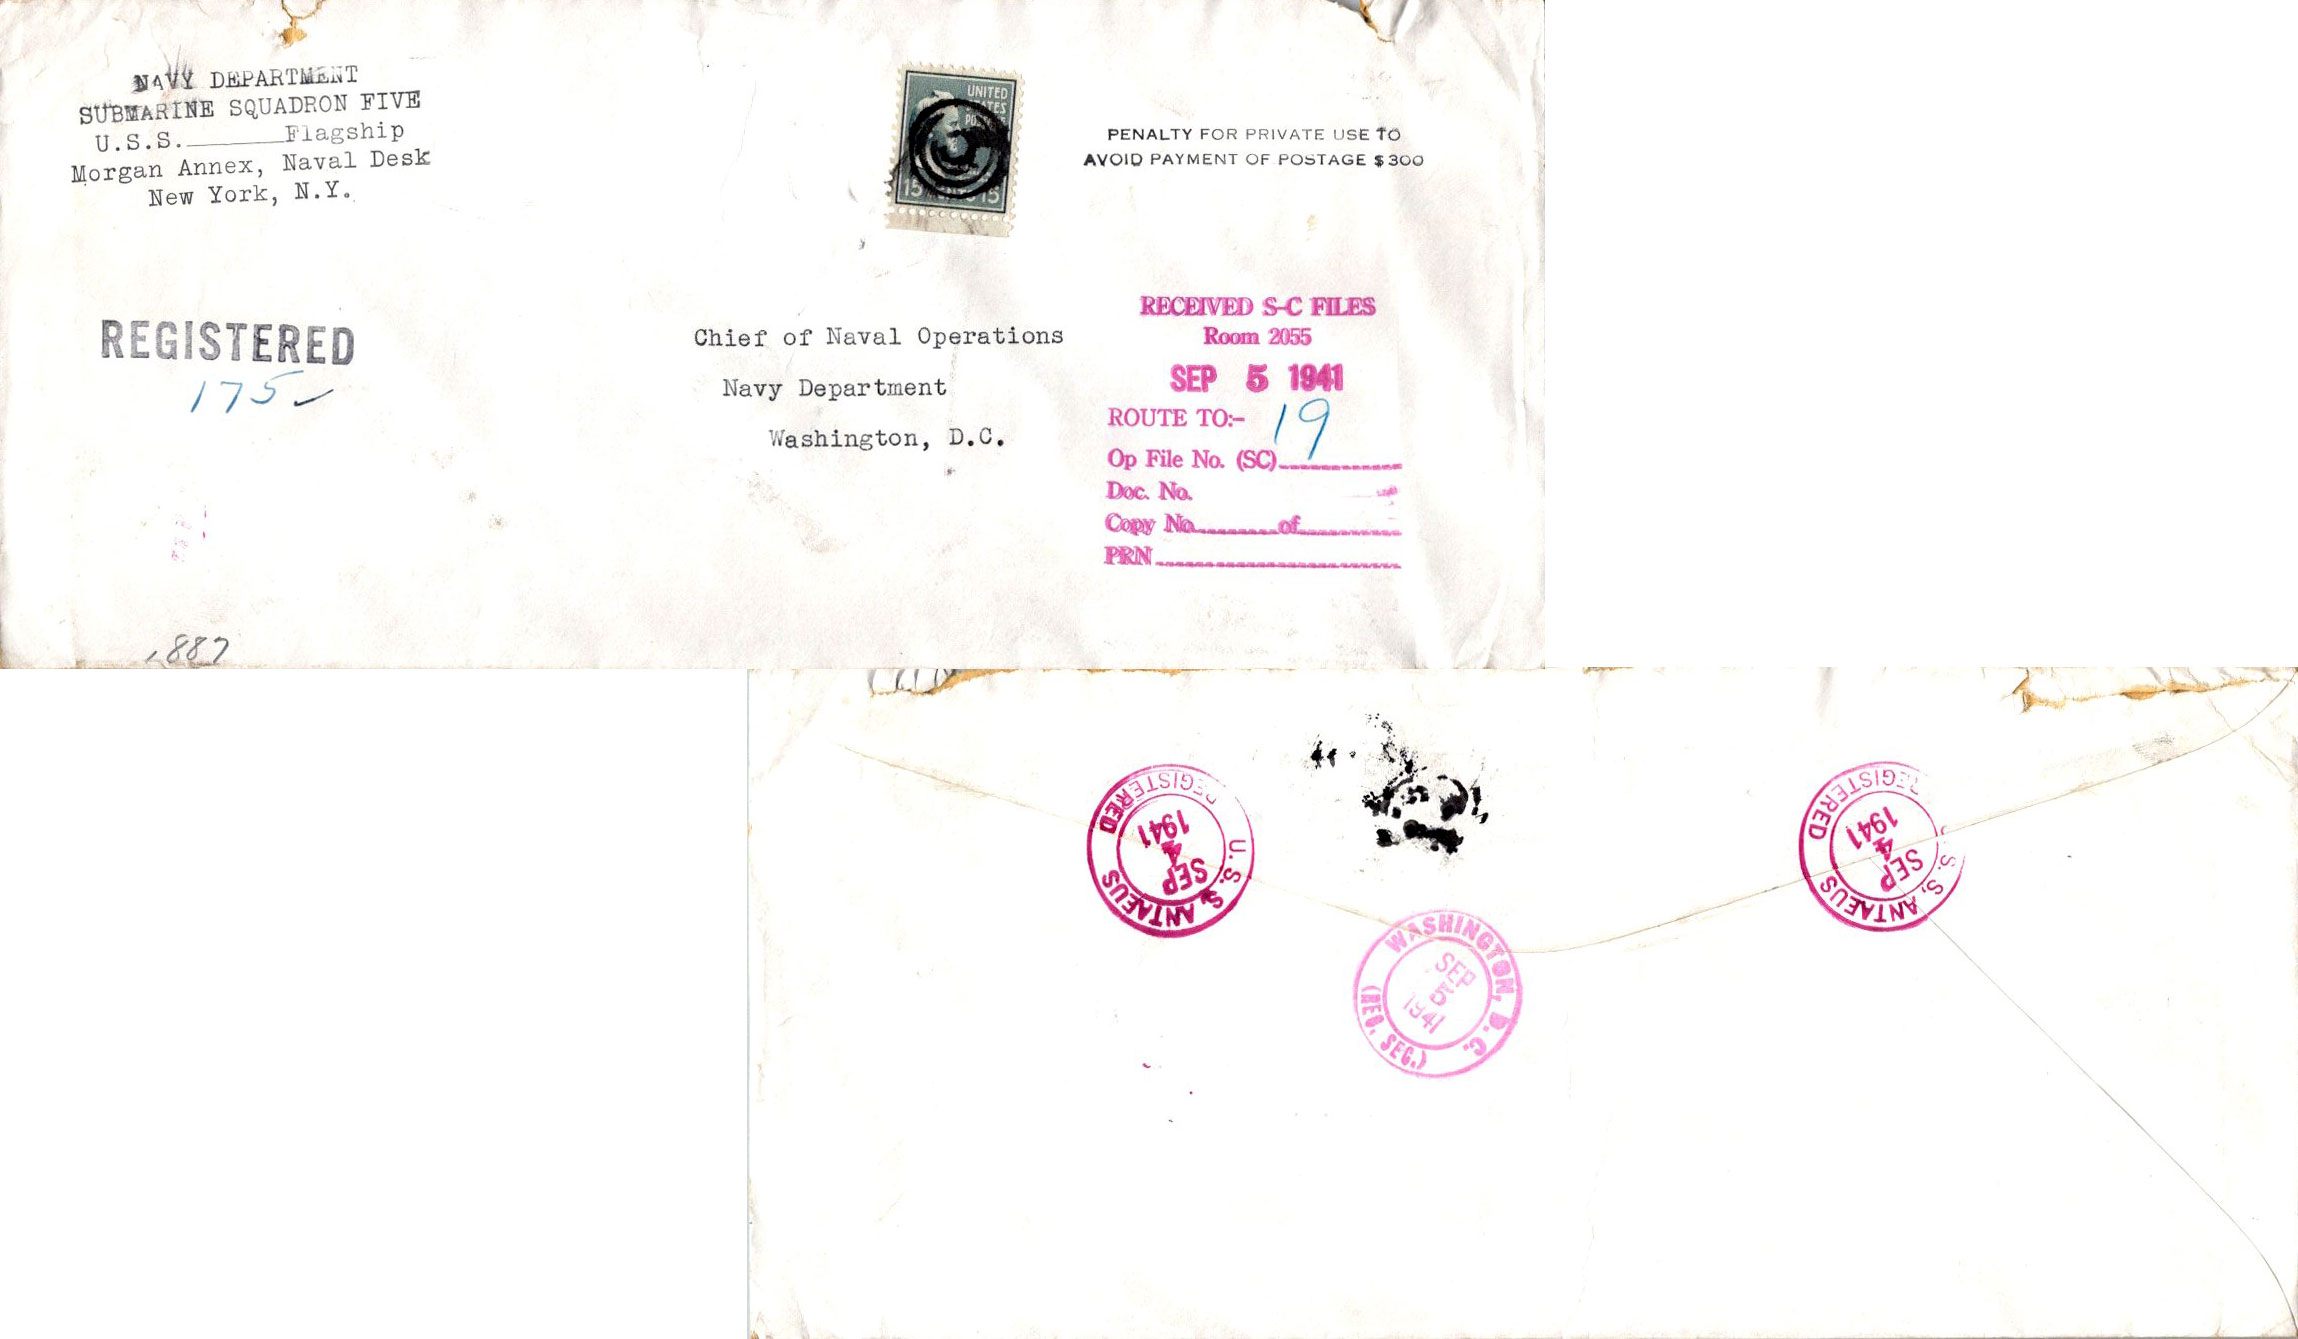 NAVY DEPARTMENT
SUBMARINE SQUADRON FIVE
U.S.S.________Flagship
Morgan Annex, Naval Desk
New York, N.Y.
UNITED
STATES
15 15
PENALTY FOR PRIVATE USE TO
AVOID PAYMENT OF POSTAGE $300
REGISTERED
175
Chief of Naval Operations
Navy Department
Washington, D.C.
RECEIVED S-C FILES
Room 2055
SEP 5 1941
ROUTE TO:- 19
Op File No. (SC)
Doc. No.
Copy No. of
PRN
887
U.S.S. ANTAEUS
REGISTERED
SEP
4
1941
WASHINGTON, D.C.
(REG. SEC.)
SEP
5
1941
U.S.S. ANTAEUS
REGISTERED
SEP
4
1941